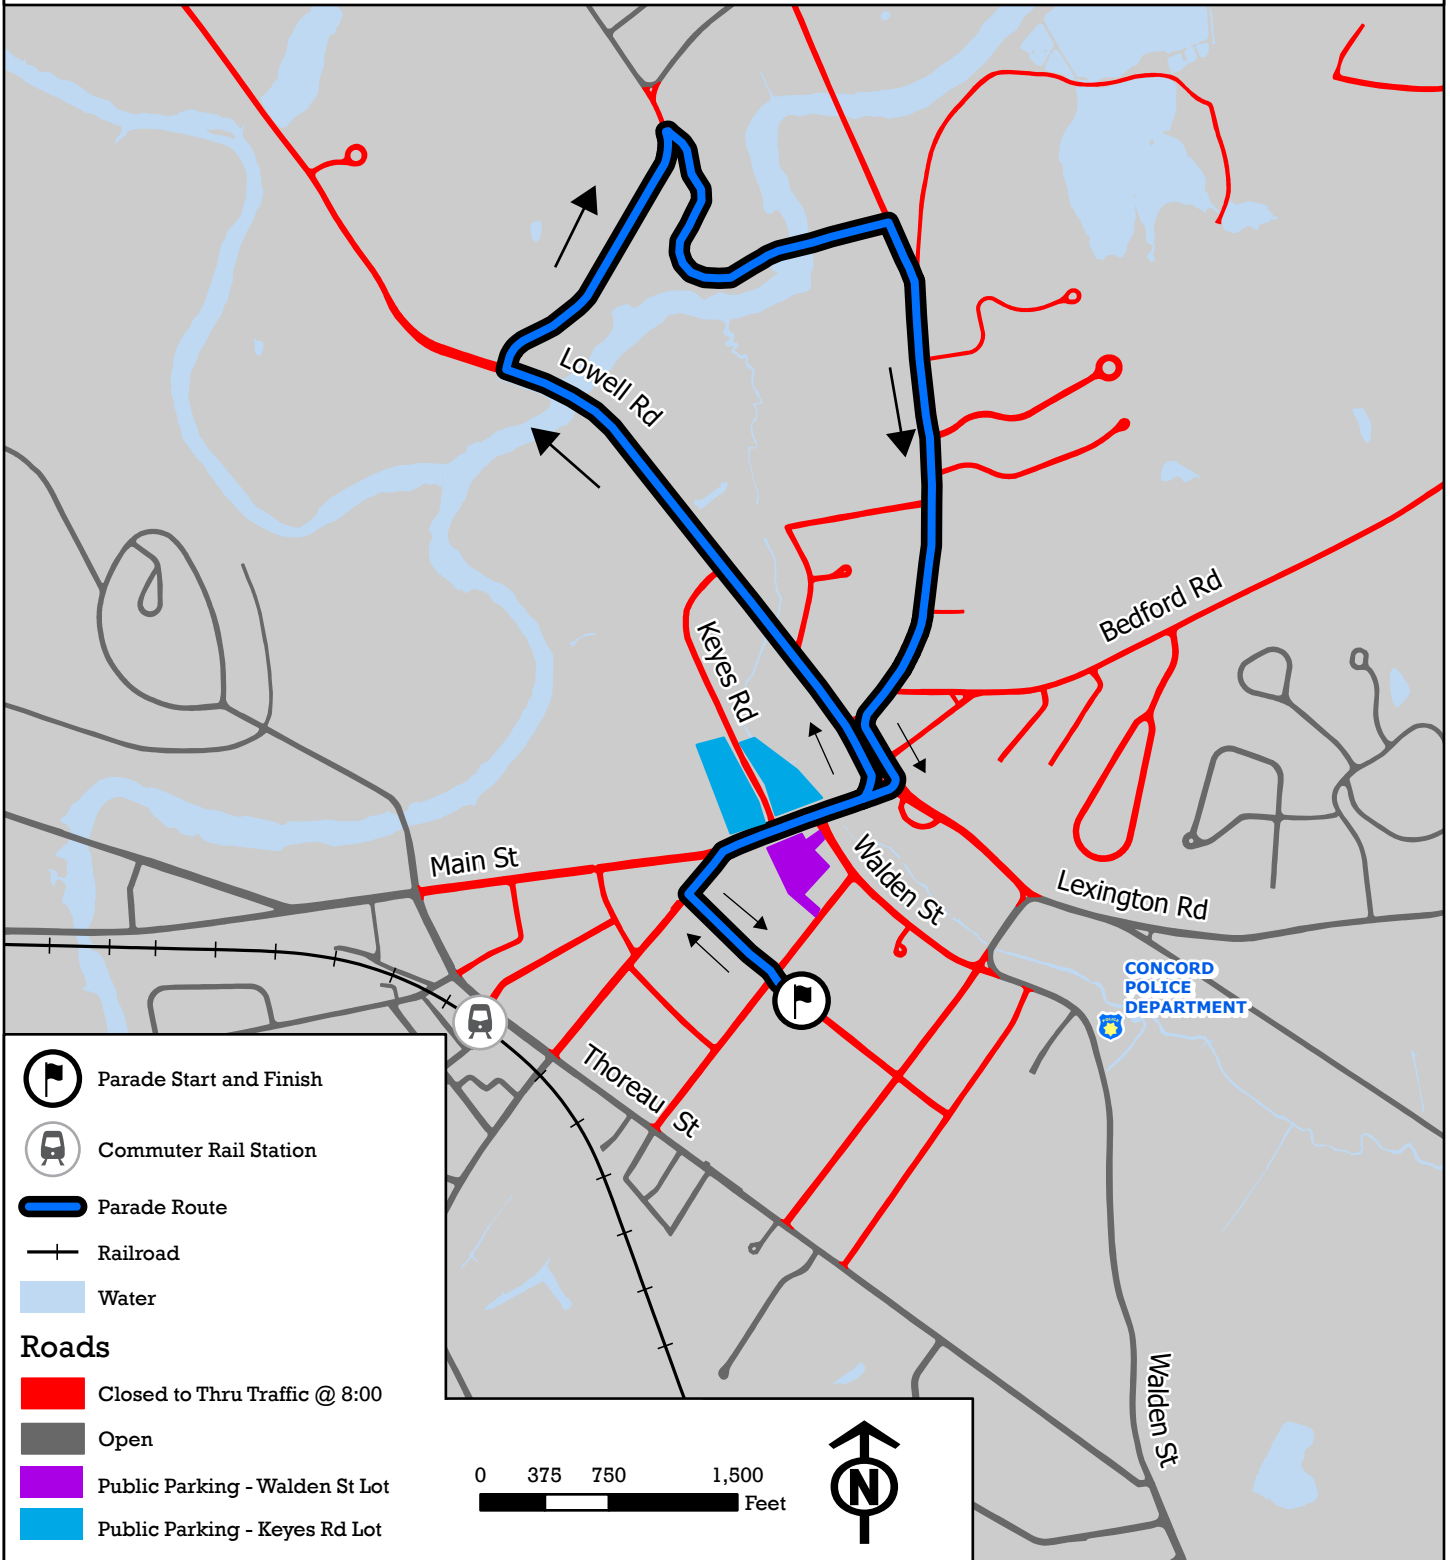 Lowell Rd
Keyes Rd
Bedford Rd
Main St
Walden St
Lexington Rd
CONCORD
POLICE
DEPARTMENT
POLICE
Thoreau St
Walden St
Parade Start and Finish
Commuter Rail Station
Parade Route
Railroad
Water
Roads
Closed to Thru Traffic @ 8:00
Open
Public Parking - Walden St Lot
Public Parking - Keyes Rd Lot
0 375 750 1,500
Feet
N